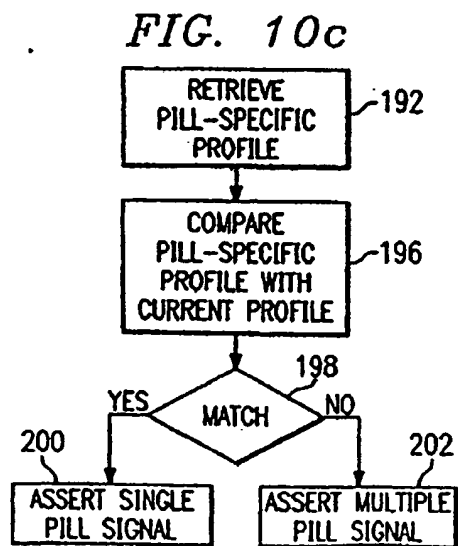 FIG. 10c
RETRIEVE
PILL-SPECIFIC
PROFILE
192
COMPARE
PILL-SPECIFIC
PROFILE WITH
CURRENT PROFILE
196
198
YES
MATCH
NO
200
202
ASSERT SINGLE
PILL SIGNAL
ASSERT MULTIPLE
PILL SIGNAL